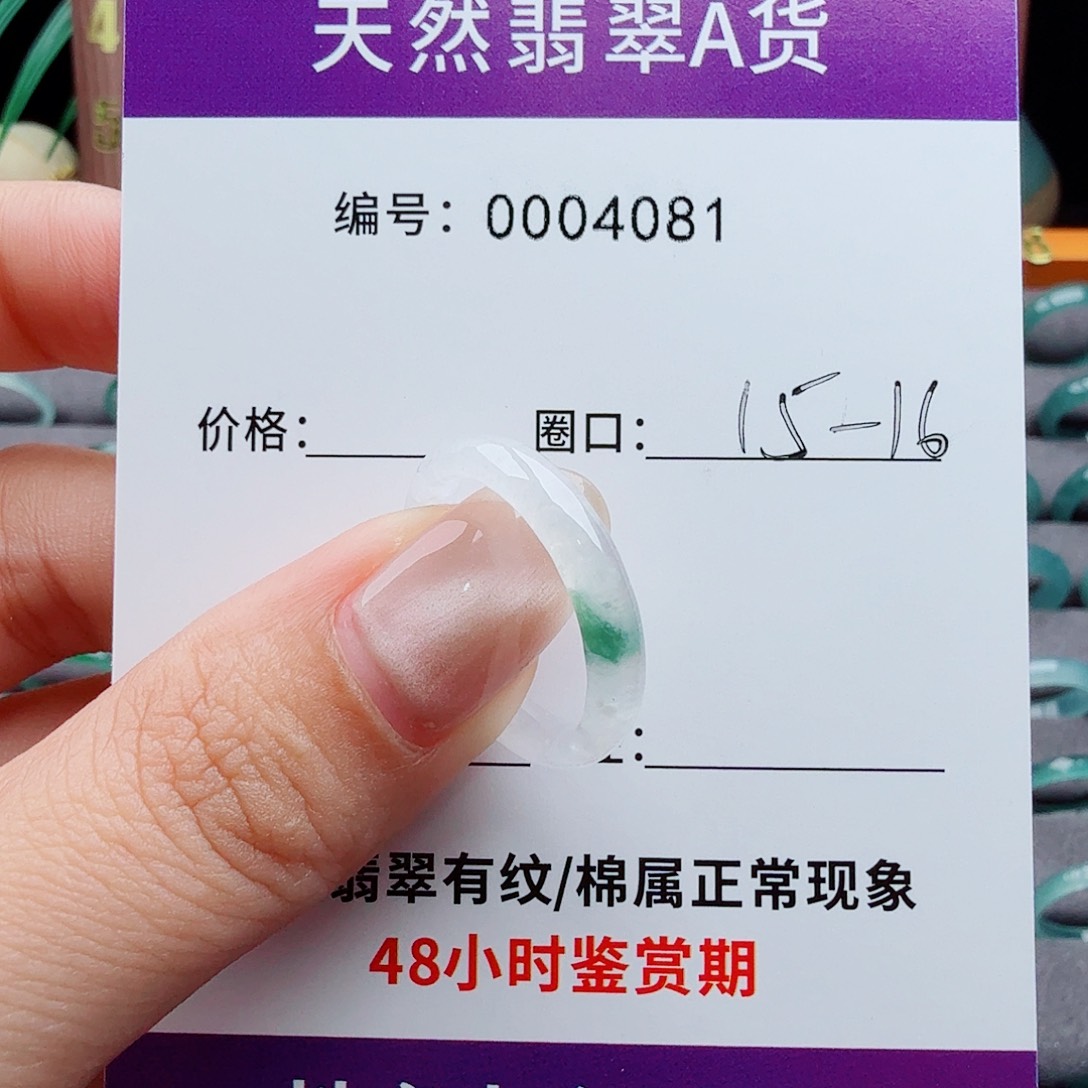 天然翡翠A货
编号：0004081
价格： 圈口： 15-16
：
翡翠有纹/棉属正常现象
48小时鉴赏期